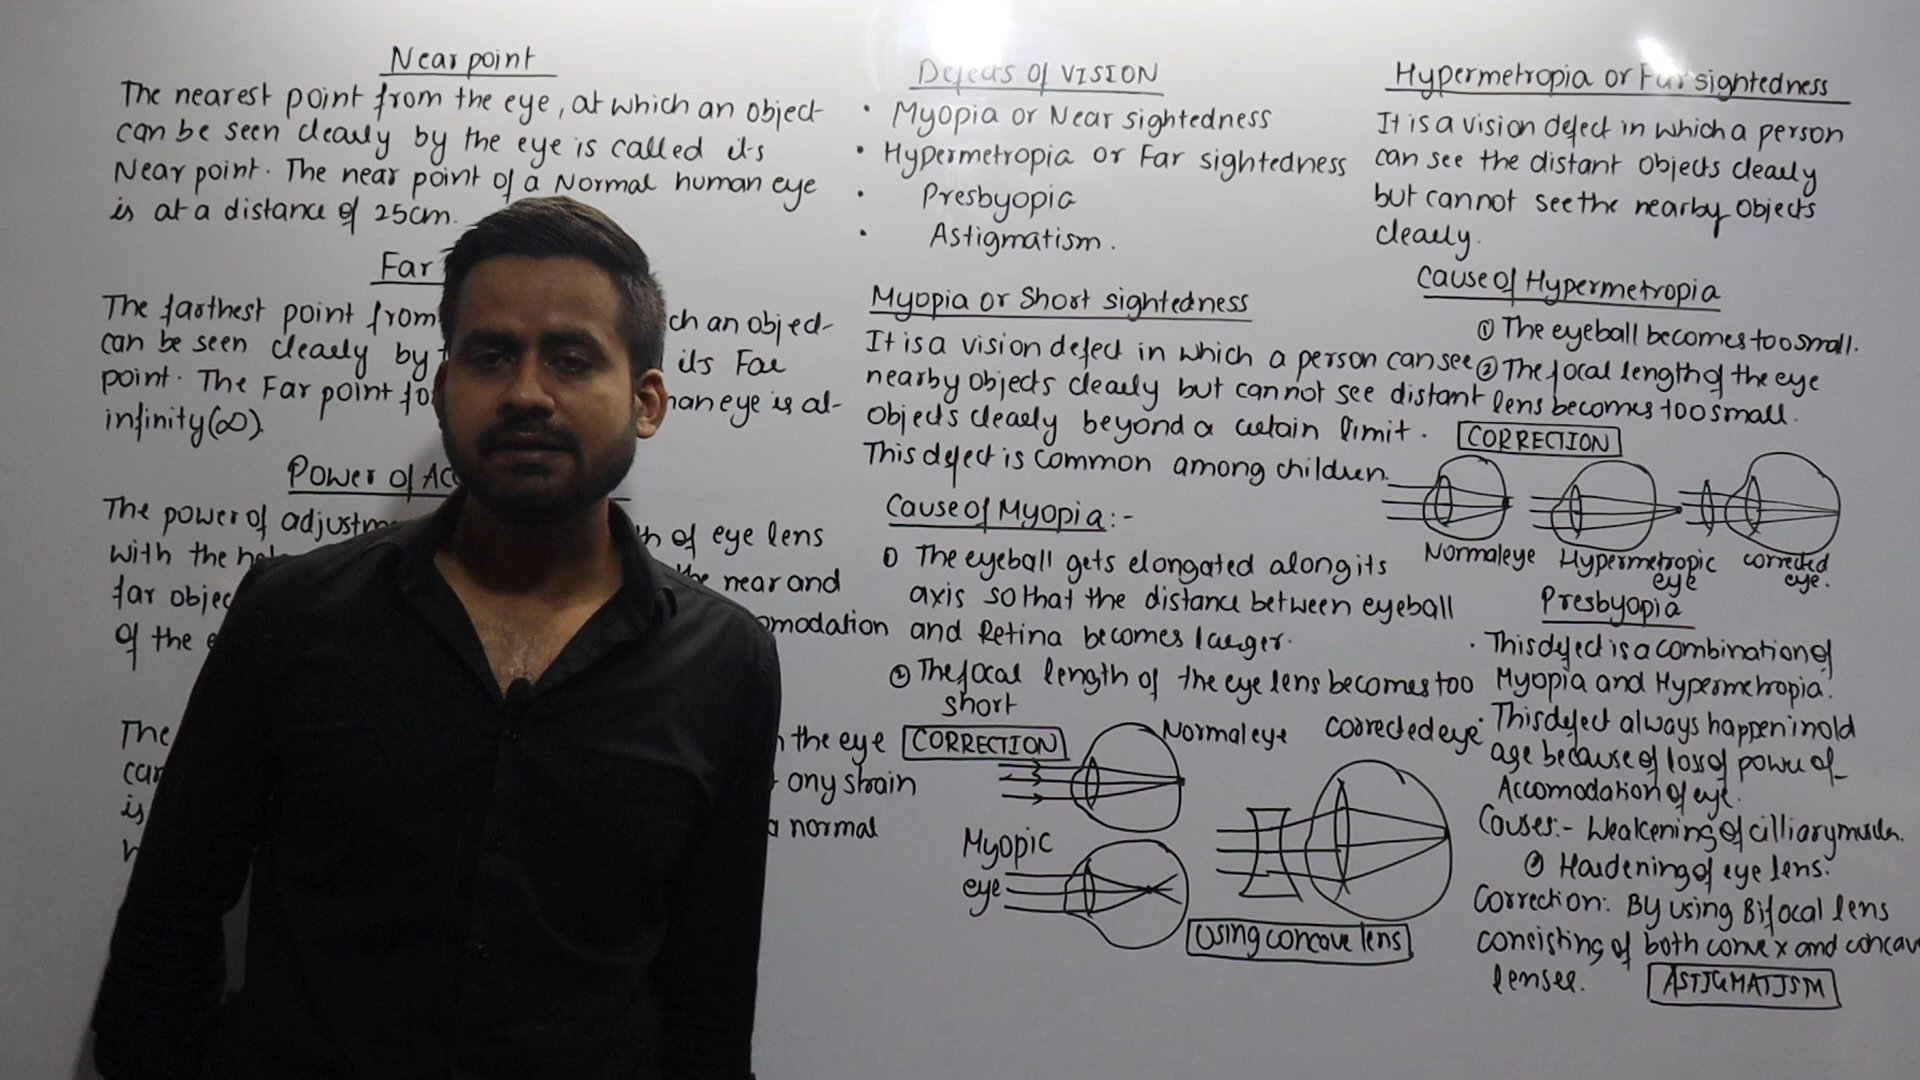 Near point
The nearest point from the eye, at which an object
can be seen clearly by the eye is called its
Near point. The near point of a Normal human eye
is at a distance of 25cm.
Far
The farthest point from ch an object
can be seen clearly by its Far
point. The Far point fo man eye is at
infinity (∞).
Power of Acc
The power of adjustm th of eye lens
with the hel the near and
far objec omodation
of the e
The n the eye
can ony strain
is a normal
Defects of VISION
• Myopia or Near sightedness
• Hypermetropia or Far sightedness
• Presbyopia
• Astigmatism.
Myopia or Short sightedness
It is a vision defect in which a person can see
nearby objects clearly but cannot see distant
objects clearly beyond a certain limit.
This defect is common among children.
Cause of Myopia:-
① The eyeball gets elongated along its
axis so that the distance between eyeball
and Retina becomes larger.
② The focal length of the eye lens becomes too
short
CORRECTION
Normal eye
corrected eye
Myopic
eye
Using concave lens
Hypermetropia or Far sightedness
It is a vision defect in which a person
can see the distant objects clearly
but cannot see the nearby objects
clearly.
Cause of Hypermetropia
① The eyeball becomes too small.
② The focal length of the eye
lens becomes too small.
CORRECTION
Normal eye
Hypermetropic
eye
corrected
eye.
Presbyopia
• This defect is a combination of
Myopia and Hypermetropia.
• This defect always happen in old
age because of loss of power of
Accomodation of eye.
Causes:- Weakening of cilliary muscles.
② Hardening of eye lens.
Correction: By using Bifocal lens
consisting of both convex and concav
lenses.
ASTIGMATISM